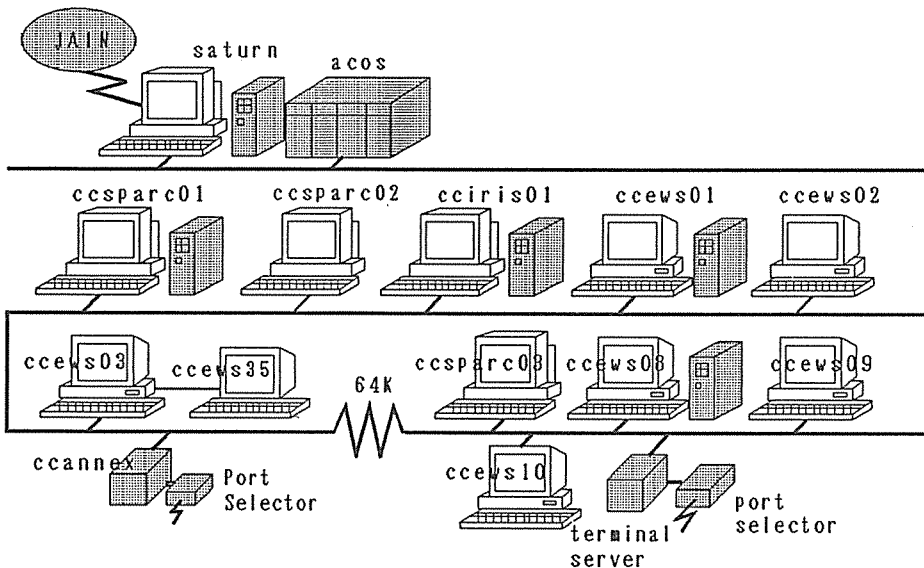 JAIN
saturn
acos
ccsparc01
ccsparc02
cciris01
ccews01
ccews02
ccews03
ccews35
64K
ccsparc03
ccews08
ccews09
ccannex
Port
Selector
ccews10
terminal
server
port
selector